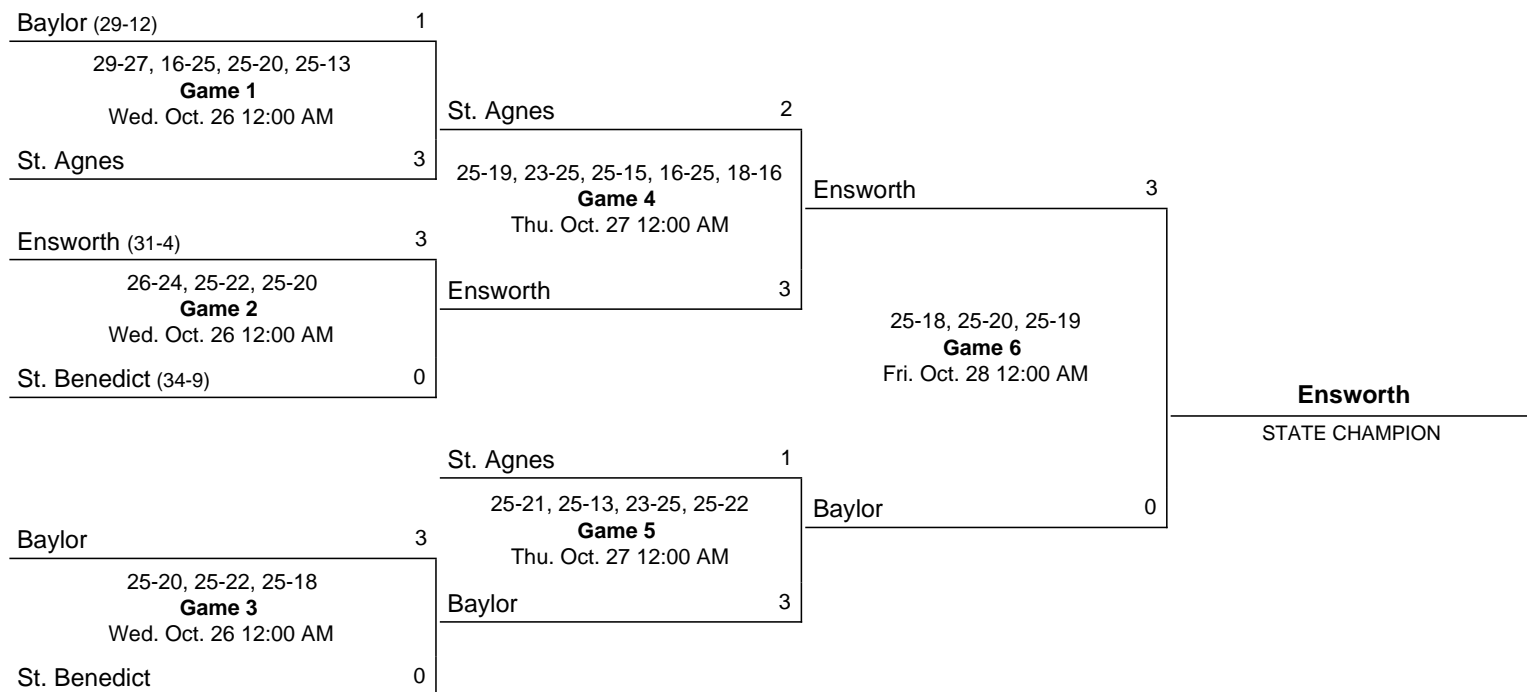 Baylor (29-12) 1
29-27, 16-25, 25-20, 25-13
Game 1
Wed. Oct. 26 12:00 AM
St. Agnes 3
Ensworth (31-4) 3
26-24, 25-22, 25-20
Game 2
Wed. Oct. 26 12:00 AM
St. Benedict (34-9) 0
Baylor 3
25-20, 25-22, 25-18
Game 3
Wed. Oct. 26 12:00 AM
St. Benedict 0
St. Agnes 2
25-19, 23-25, 25-15, 16-25, 18-16
Game 4
Thu. Oct. 27 12:00 AM
Ensworth 3
St. Agnes 1
25-21, 25-13, 23-25, 25-22
Game 5
Thu. Oct. 27 12:00 AM
Baylor 3
Ensworth 3
25-18, 25-20, 25-19
Game 6
Fri. Oct. 28 12:00 AM
Baylor 0
Ensworth
STATE CHAMPION